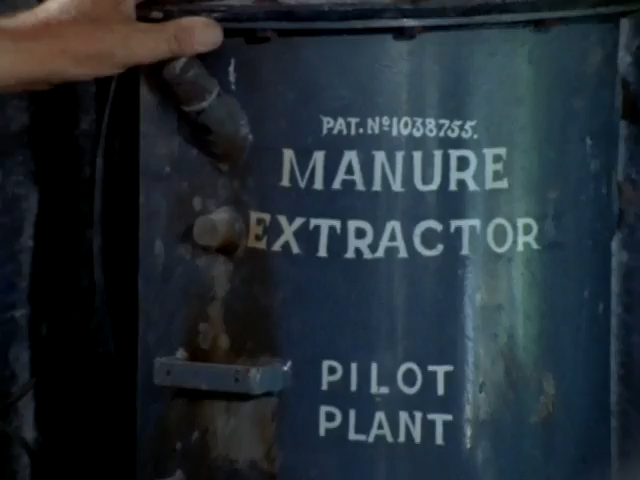 PAT. Nº1038755.
MANURE
EXTRACTOR
PILOT
PLANT